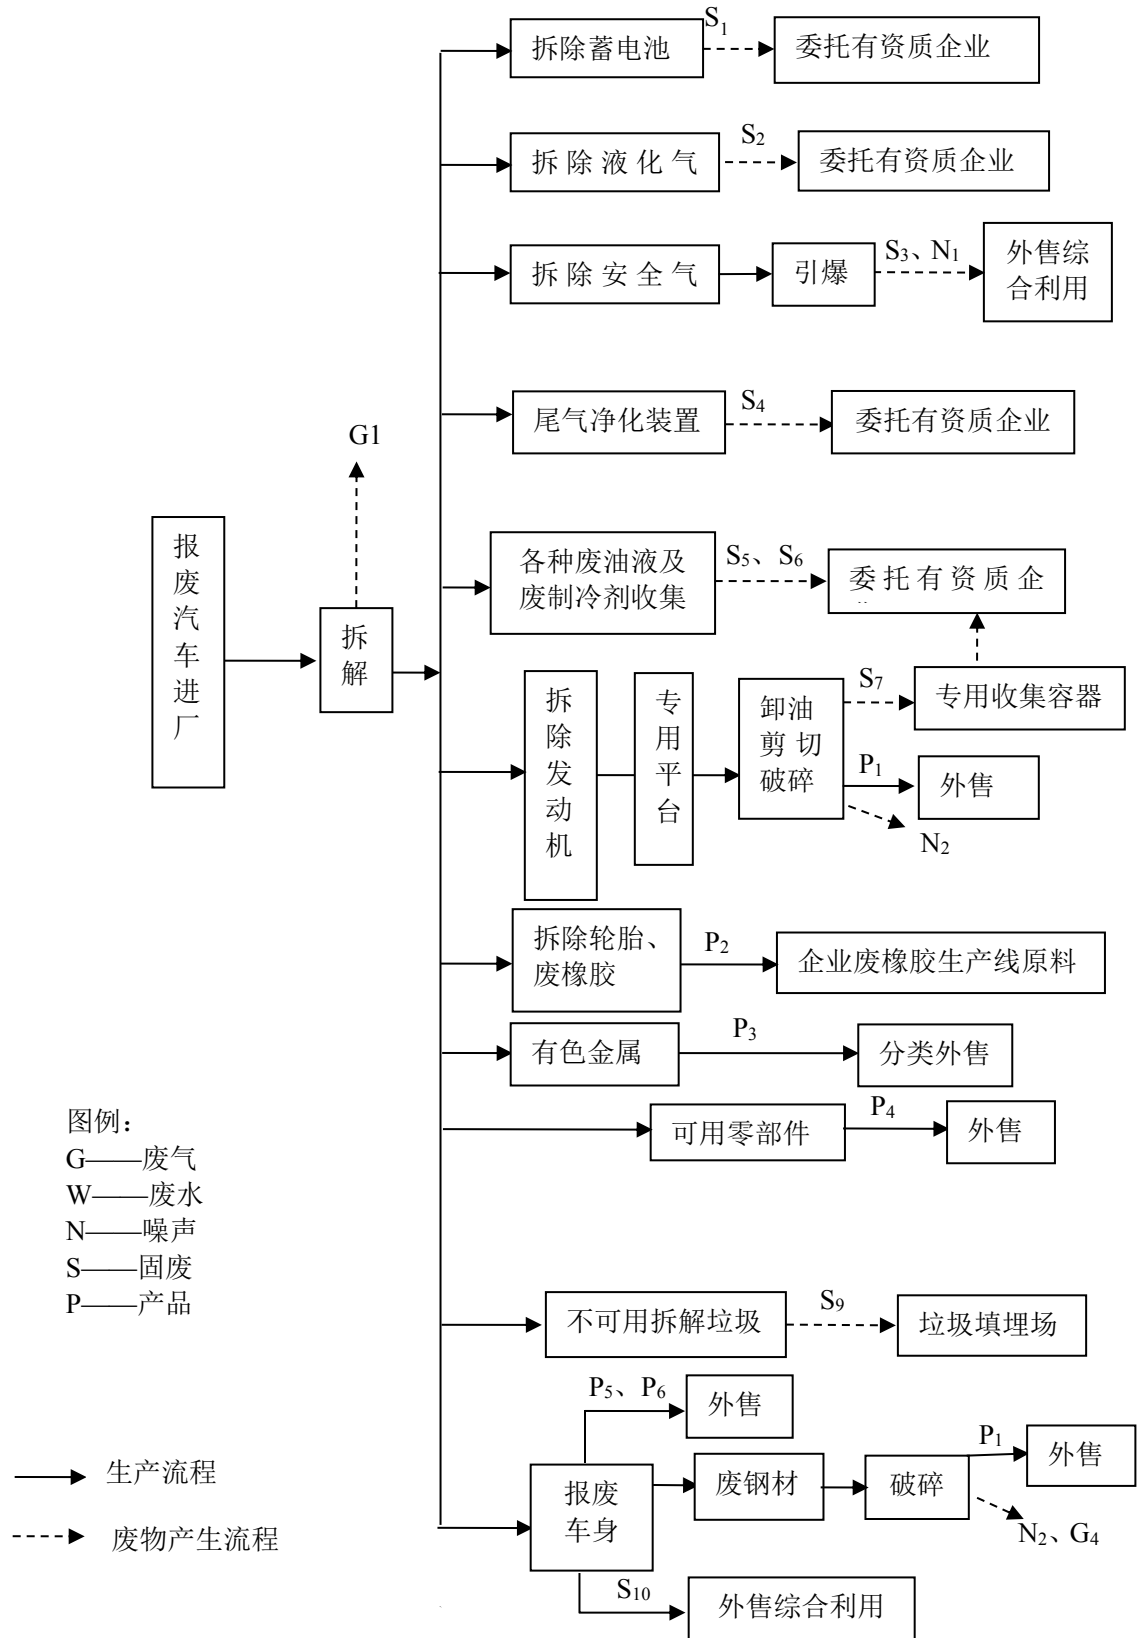 S1
拆除蓄电池
委托有资质企业
S2
拆 除 液 化 气
委托有资质企业
S3、N1
拆 除 安 全 气
引爆
外售综
合利用
S4
尾气净化装置
委托有资质企业
G1
报
废
汽
车
进
厂
拆
解
各种废油液及
废制冷剂收集
S5、S6
委 托 有 资 质 企
拆
除
发
动
机
专
用
平
台
卸油
剪 切
破碎
S7
专用收集容器
P1
外售
N2
拆除轮胎、
废橡胶
P2
企业废橡胶生产线原料
有色金属
P3
分类外售
可用零部件
P4
外售
图例：
G——废气
W——废水
N——噪声
S——固废
P——产品
不可用拆解垃圾
S9
垃圾填埋场
P5、P6
外售
报废
车身
废钢材
破碎
P1
外售
N2、G4
S10
外售综合利用
生产流程
废物产生流程